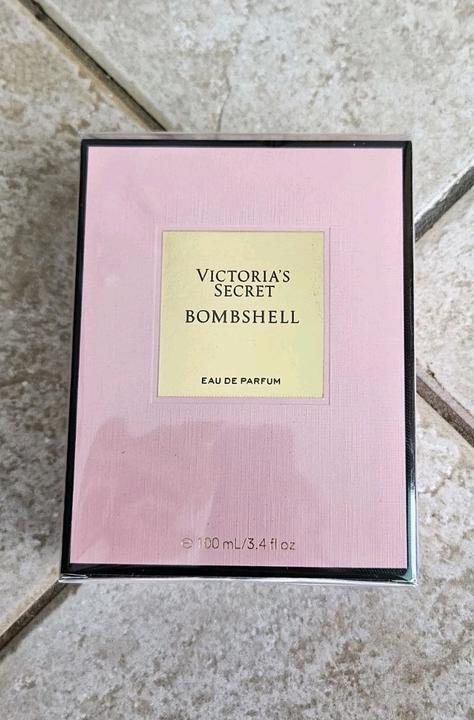 VICTORIA'S
SECRET
BOMBSHELL
EAU DE PARFUM
℮ 100 mL/3.4 fl oz